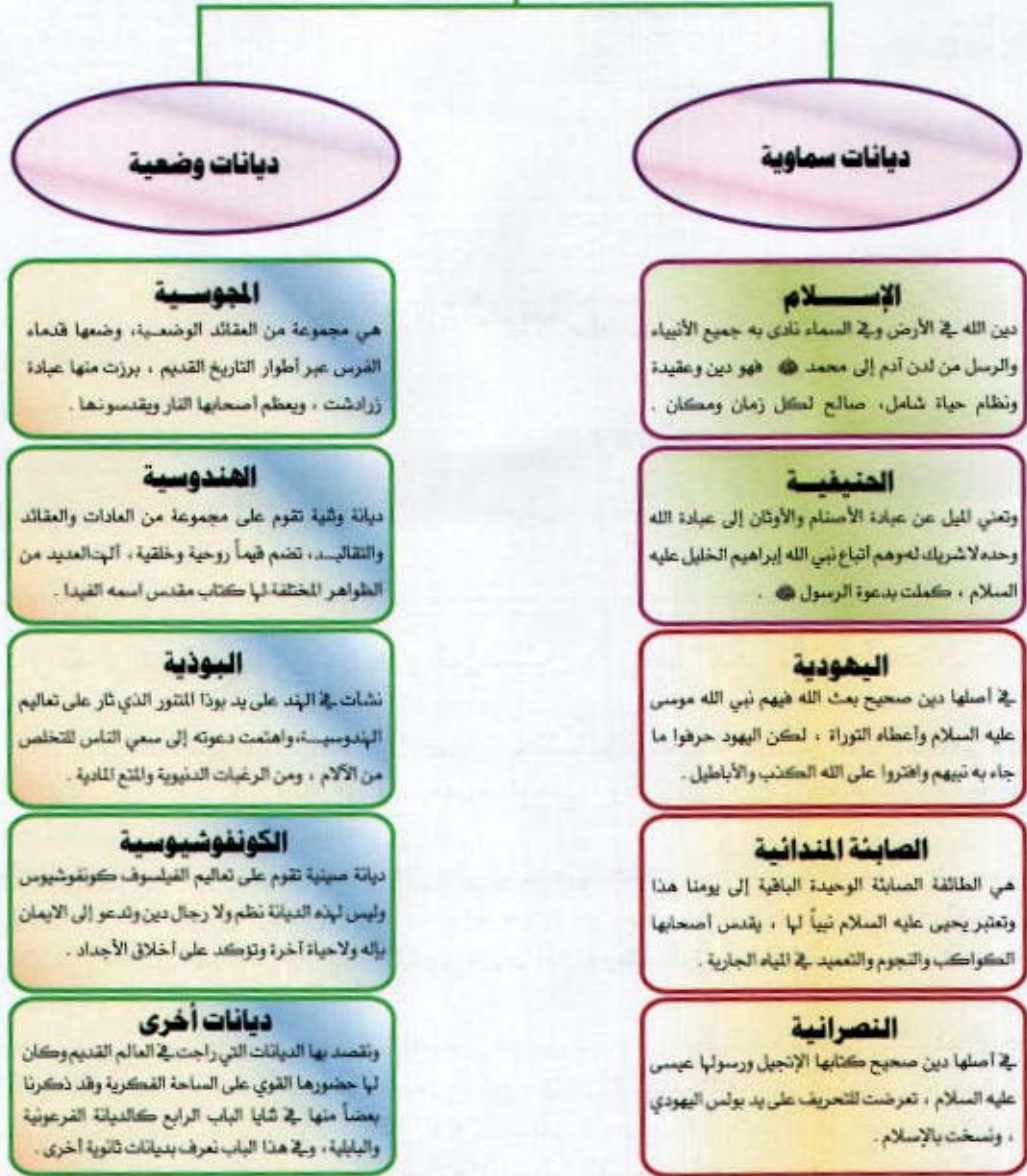 ديانات سماوية
ديانات وضعية
الإســـــلام
دين الله في الأرض وفي السماء نادى به جميع الأنبياء
والرسل من لدن آدم إلى محمد ﷺ فهو دين وعقيدة
ونظام حياة شامل، صالح لكل زمان ومكان .
الحنيفيــة
وتعني الميل عن عبادة الأصنام والأوثان إلى عبادة الله
وحده لاشريك له وهم أتباع نبي الله إبراهيم الخليل عليه
السلام ، كملت بدعوة الرسول ﷺ .
اليهودية
في أصلها دين صحيح بعث الله فيهم نبي الله موسى
عليه السلام وأعطاه التوراة ، لكن اليهود حرفوا ما
جاء به نبيهم وافتروا على الله الكذب والأباطيل .
الصابئة المندائية
هي الطائفة الصابئة الوحيدة الباقية إلى يومنا هذا
وتعتبر يحيى عليه السلام نبياً لها ، يقدس أصحابها
الكواكب والنجوم والتعميد في المياه الجارية .
النصرانية
في أصلها دين صحيح كتابها الإنجيل ورسولها عيسى
عليه السلام ، تعرضت للتحريف على يد بولس اليهودي
، ونسخت بالإسلام .
المجوســية
هي مجموعة من العقائد الوضعـية، وضعها قدماء
الفرس عبر أطوار التاريخ القديم ، برزت منها عبادة
زرادشت ، ويعظم أصحابها النار ويقدسونها .
الهندوسية
ديانة وثنية تقوم على مجموعة من العادات والعقائد
والتقاليـد، تضم قيماً روحية وخلقية ، ألهت العديد من
الظواهر المختلفة لها كتاب مقدس اسمه الفيدا .
البوذية
نشأت في الهند على يد بوذا المتنور الذي ثار على تعاليم
الهندوسيـــة، واهتمت دعوته إلى سعي الناس للتخلص
من الآلام ، ومن الرغبات الدنيوية والمتع المادية .
الكونفوشيوسية
ديانة صينية تقوم على تعاليم الفيلسوف كونفوشيوس
وليس لهذه الديانة نظم ولا رجال دين وتدعو إلى الايمان
بإله ولاحياة آخرة وتؤكد على أخلاق الأجداد .
ديانات أخرى
ونقصد بها الديانات التي راجت في العالم القديم وكان
لها حضورها القوي على الساحة الفكرية وقد ذكرنا
بعضاً منها في ثنايا الباب الرابع كالديانة الفرعونية
والبابلية ، وفي هذا الباب نعرف بديانات ثانوية أخرى .